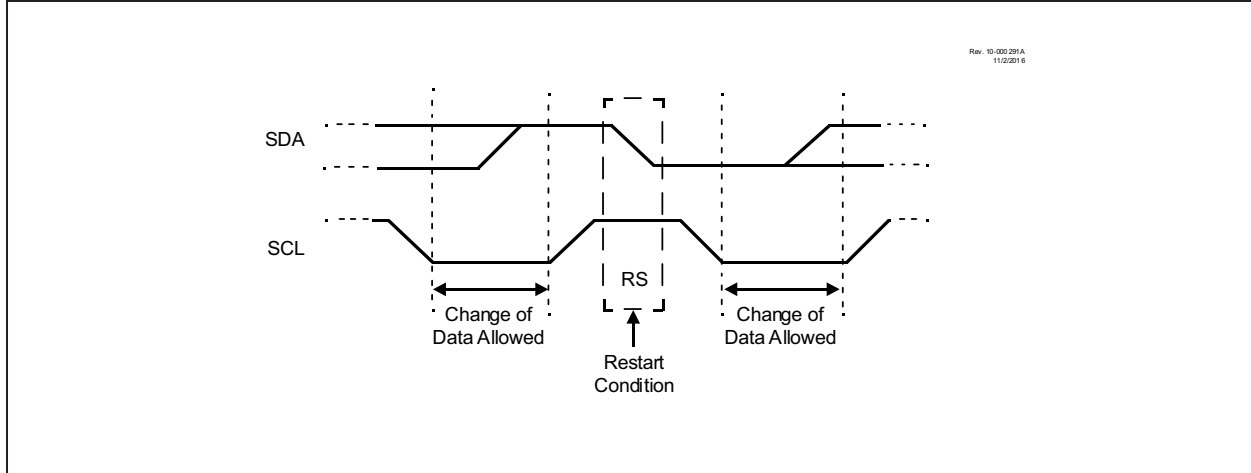 Rev. 10-000 291A
11/2/2016
SDA
SCL
RS
Change of
Data Allowed
Change of
Data Allowed
Restart
Condition